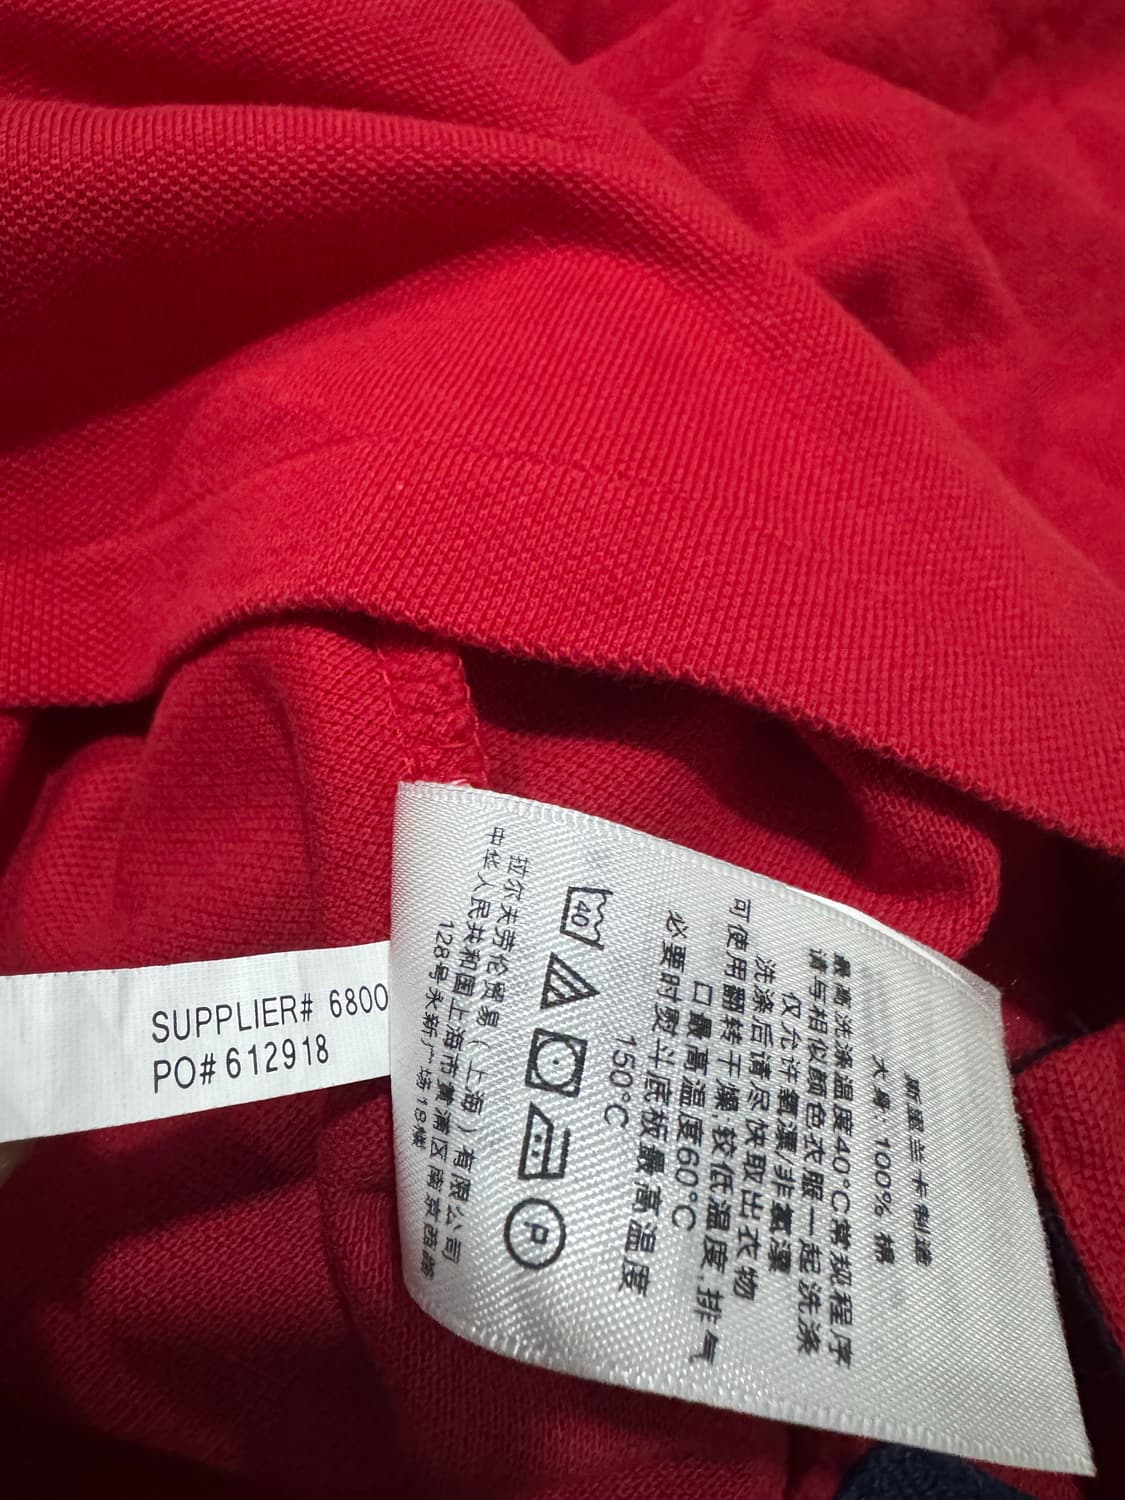 SUPPLIER# 6800
PO# 612918
斯里兰卡制造
大身: 100% 棉
最高洗涤温度40°C常规程序
请与相似颜色衣服一起洗涤
仅允许氧漂/非氯漂
洗涤后请尽快取出衣物
可使用翻转干燥,较低温度,排气
口最高温度60°C
必要时熨斗底板最高温度
150°C
40
P
拉尔夫劳伦贸易(上海)有限公司
中华人民共和国上海市黄浦区南京西路
128号永新广场19楼